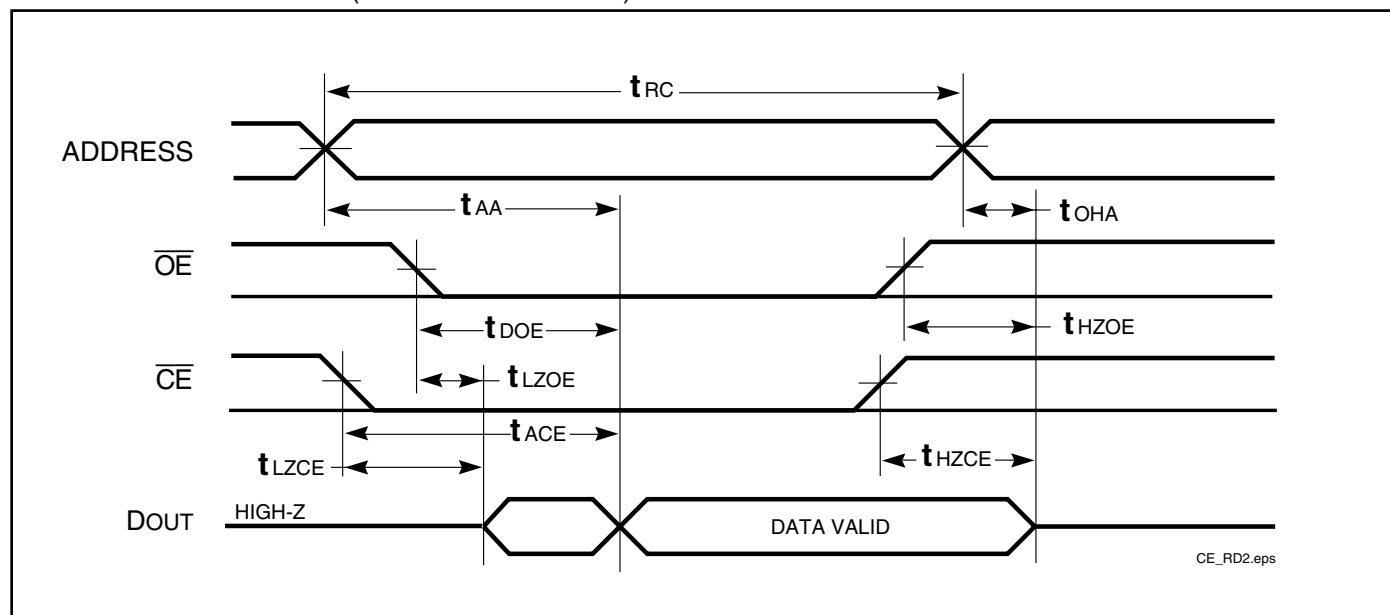 tRC
ADDRESS
tAA
tOHA
OE
tDOE
tHZOE
CE
tLZOE
tACE
tLZCE
tHZCE
DOUT
HIGH-Z
DATA VALID
CE_RD2.eps